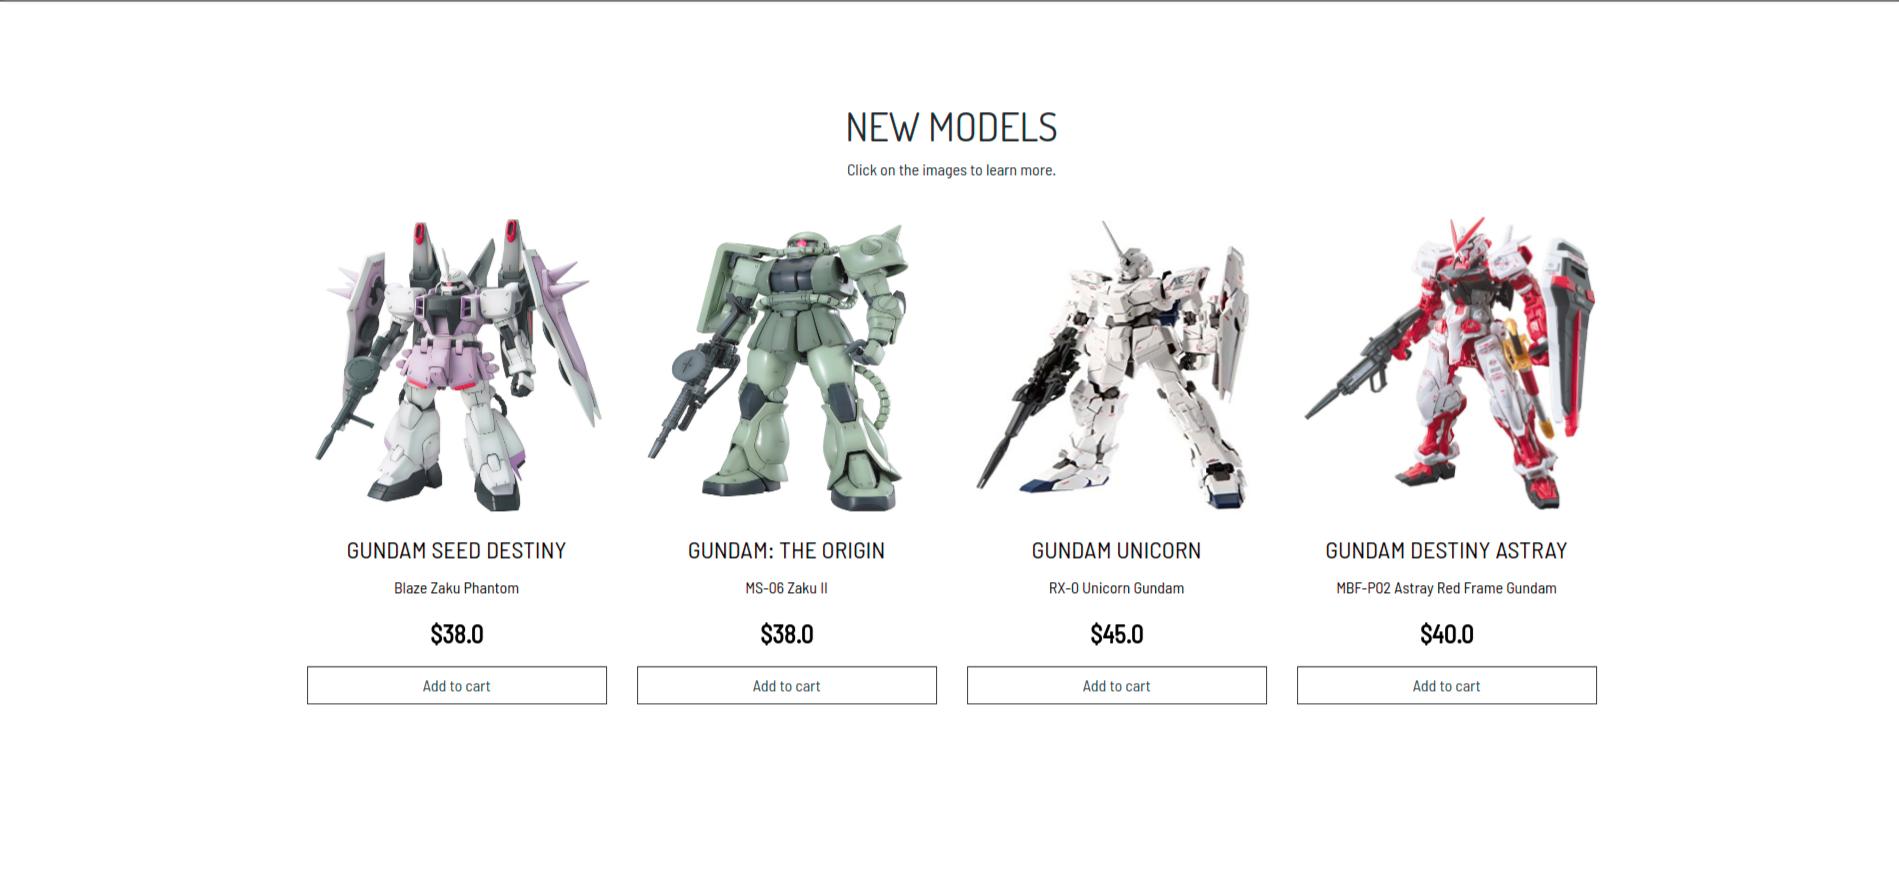 NEW MODELS
Click on the images to learn more.
GUNDAM SEED DESTINY
Blaze Zaku Phantom
$38.0
Add to cart
GUNDAM: THE ORIGIN
MS-06 Zaku II
$38.0
Add to cart
GUNDAM UNICORN
RX-0 Unicorn Gundam
$45.0
Add to cart
GUNDAM DESTINY ASTRAY
MBF-P02 Astray Red Frame Gundam
$40.0
Add to cart